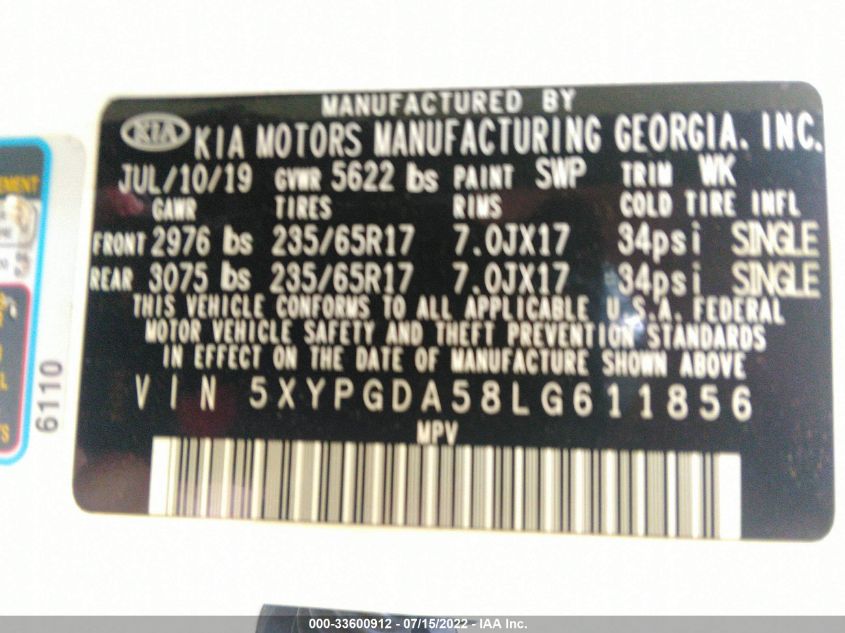 MANUFACTURED BY
KIA KIA MOTORS MANUFACTURING GEORGIA. INC.
JUL/10/19 GVWR 5622 lbs PAINT SWP TRIM WK
GAWR TIRES RIMS COLD TIRE INFL
FRONT 2976 lbs 235/65R17 7.0JX17 34psi SINGLE
REAR 3075 lbs 235/65R17 7.0JX17 34psi SINGLE
THIS VEHICLE CONFORMS TO ALL APPLICABLE U.S.A. FEDERAL
MOTOR VEHICLE SAFETY AND THEFT PREVENTION STANDARDS
IN EFFECT ON THE DATE OF MANUFACTURE SHOWN ABOVE
VIN 5XYPGDA58LG611856
MPV
6110
000-33600912 - 07/15/2022 - IAA Inc.